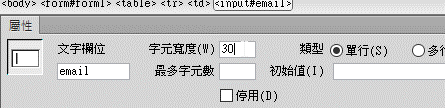 <body> <form#form1> <table> <tr> <td> <input#email>
屬性
文字欄位 字元寬度(W) 30 類型 單行(S) 多行
email 最多字元數 初始值(I)
停用(D)